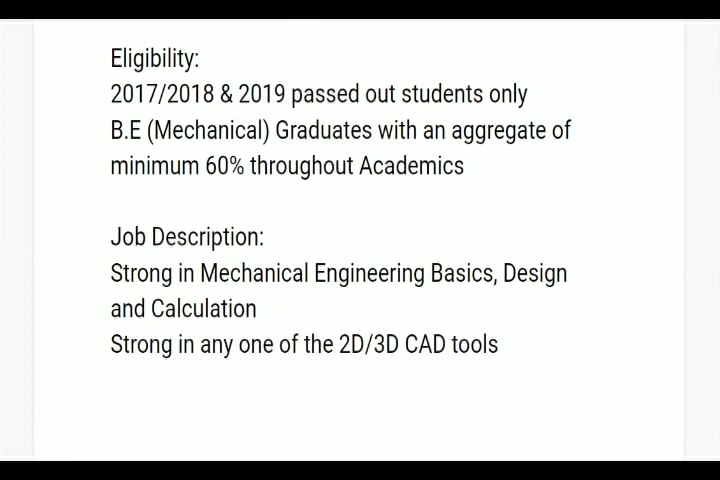 Eligibility:
2017/2018 & 2019 passed out students only
B.E (Mechanical) Graduates with an aggregate of
minimum 60% throughout Academics
Job Description:
Strong in Mechanical Engineering Basics, Design
and Calculation
Strong in any one of the 2D/3D CAD tools